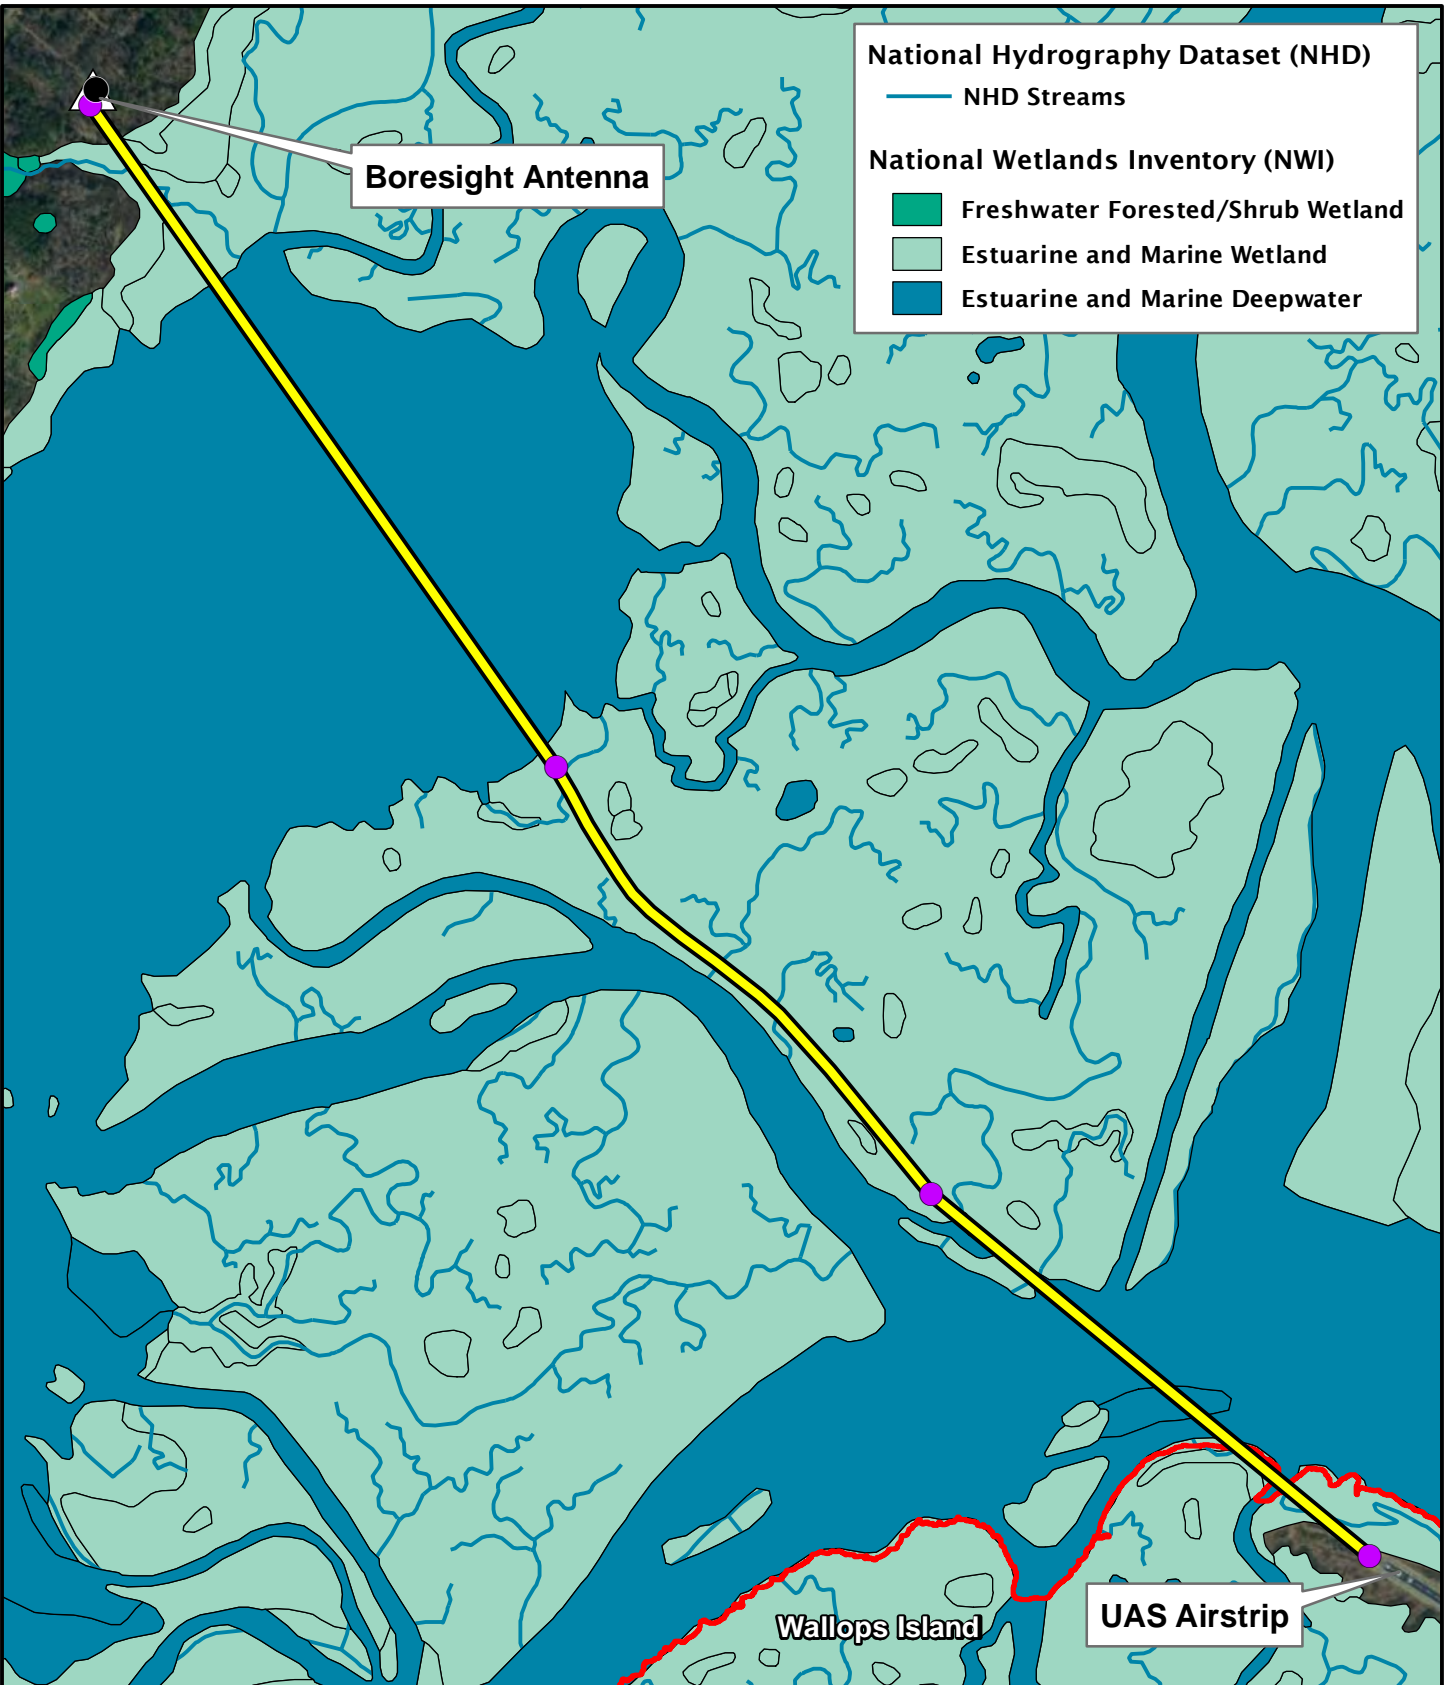 National Hydrography Dataset (NHD)
NHD Streams
National Wetlands Inventory (NWI)
Freshwater Forested/Shrub Wetland
Estuarine and Marine Wetland
Estuarine and Marine Deepwater
Boresight Antenna
UAS Airstrip
Wallops Island